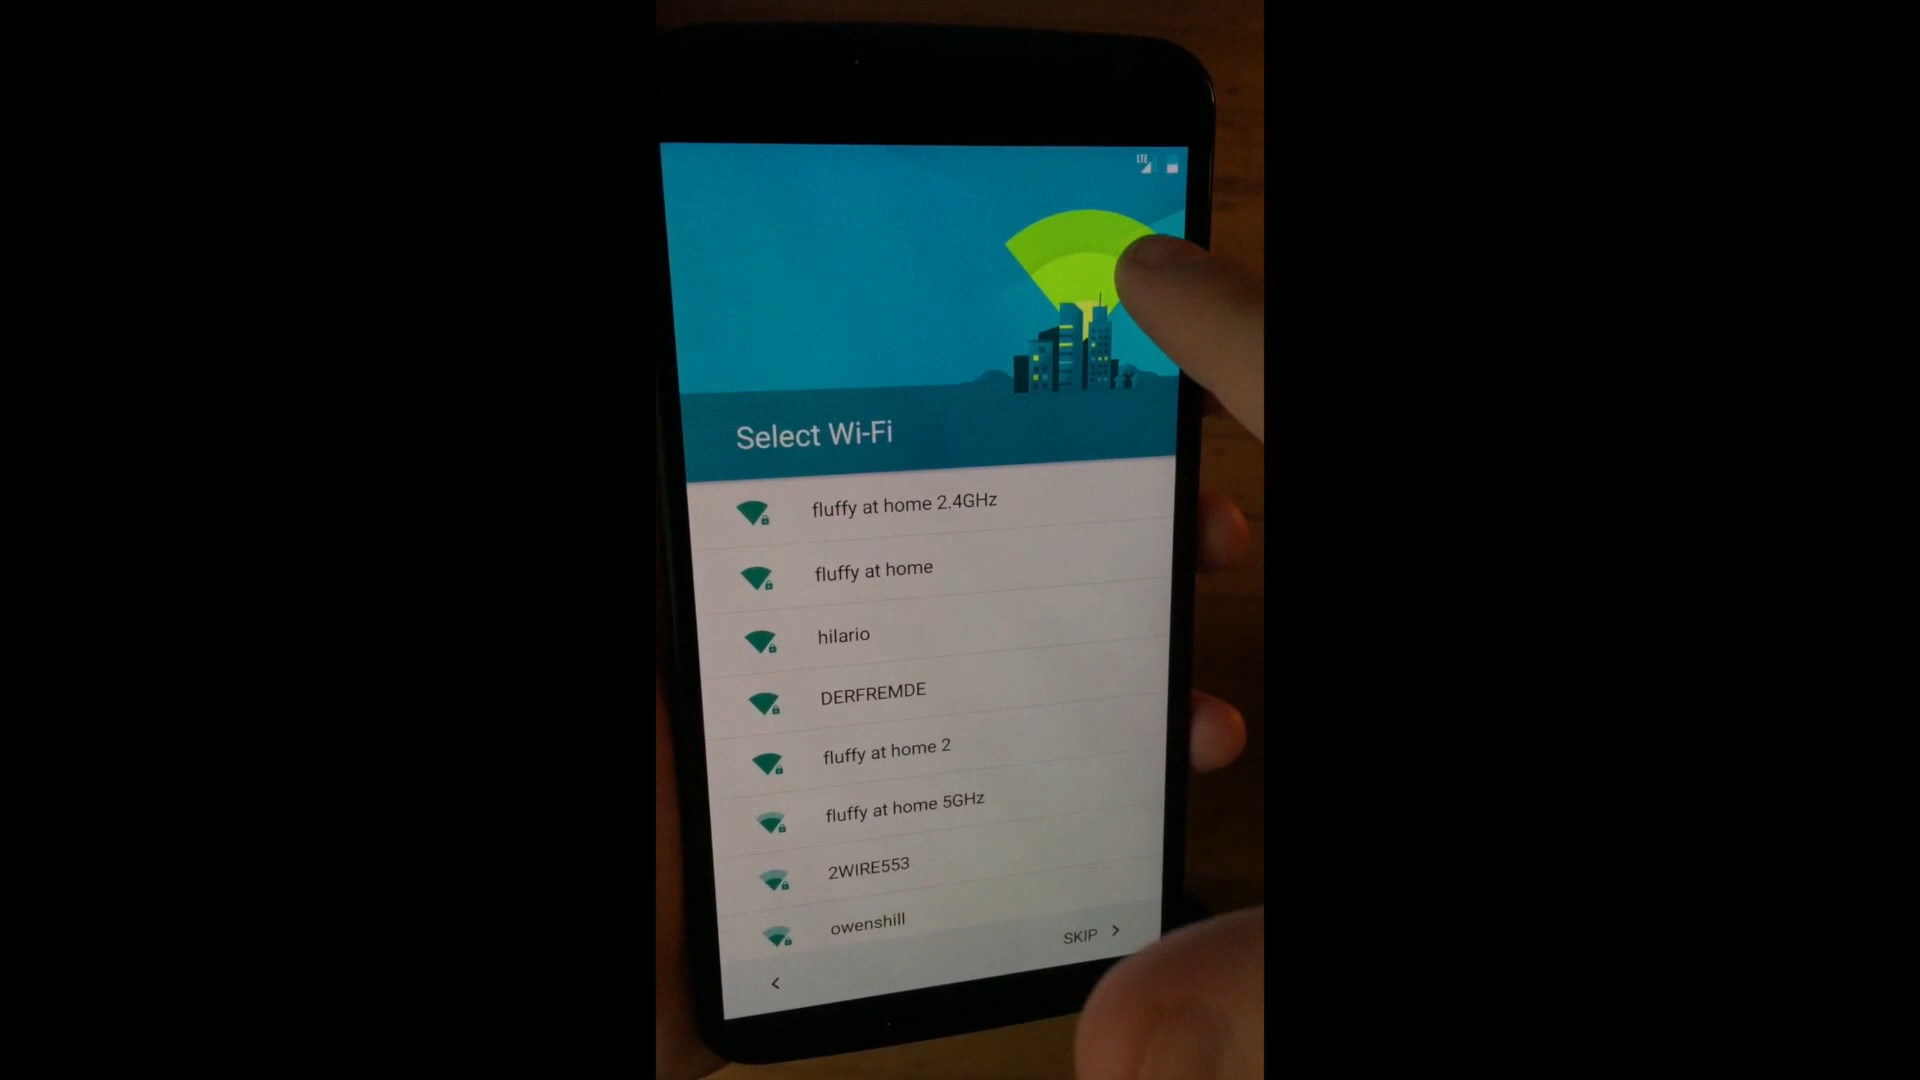 LTE
Select Wi-Fi
fluffy at home 2.4GHz
fluffy at home
hilario
DERFREMDE
fluffy at home 2
fluffy at home 5GHz
2WIRE553
owenshill
SKIP